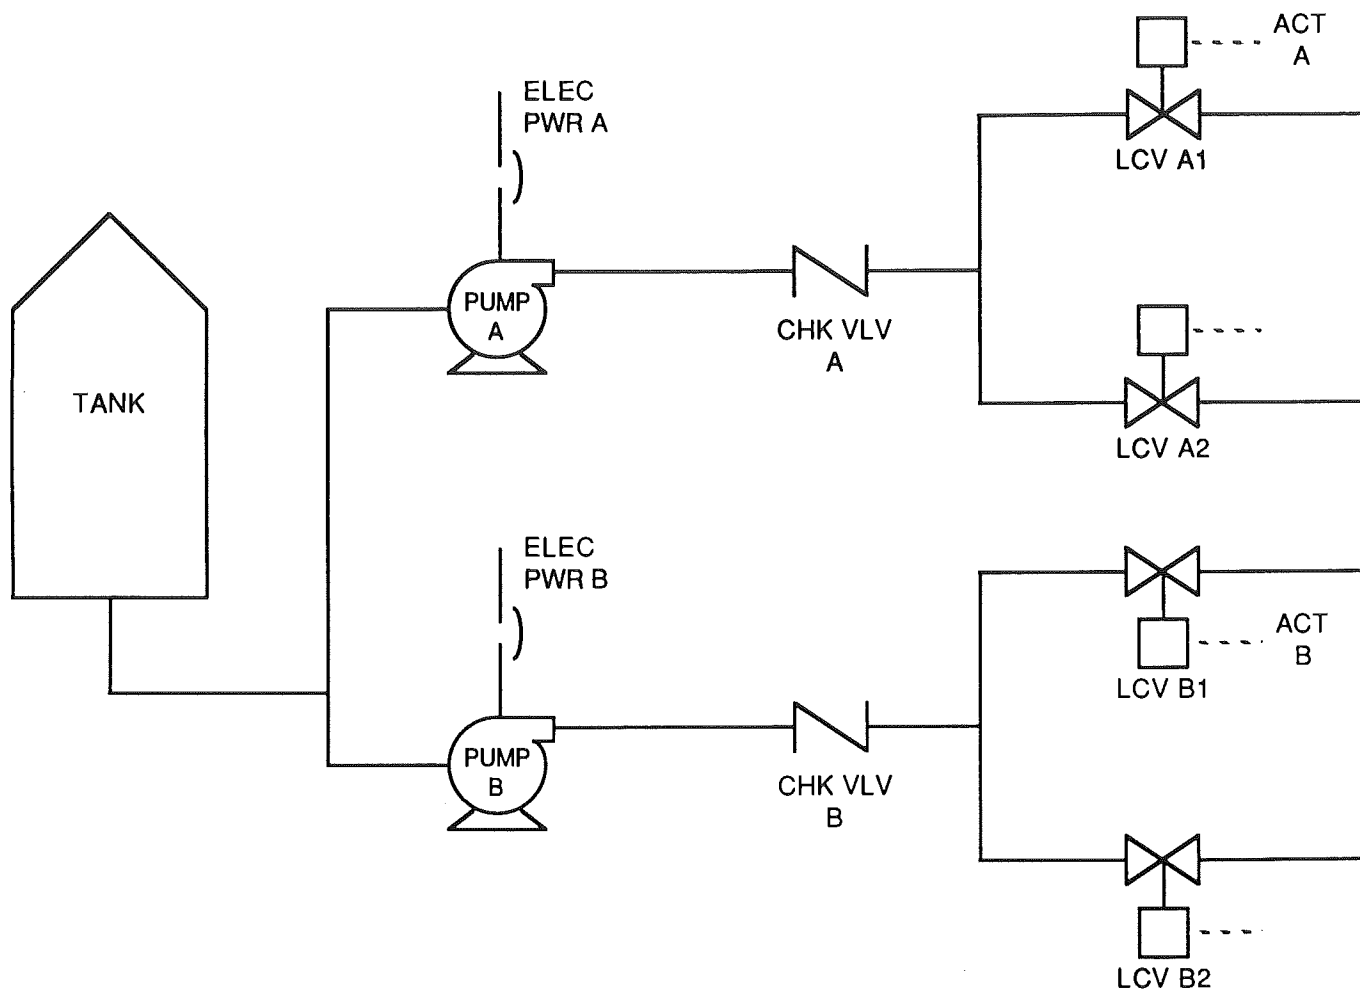 ACT
A
LCV A1
ELEC
PWR A
PUMP
A
CHK VLV
A
LCV A2
TANK
ELEC
PWR B
PUMP
B
CHK VLV
B
ACT
B
LCV B1
LCV B2